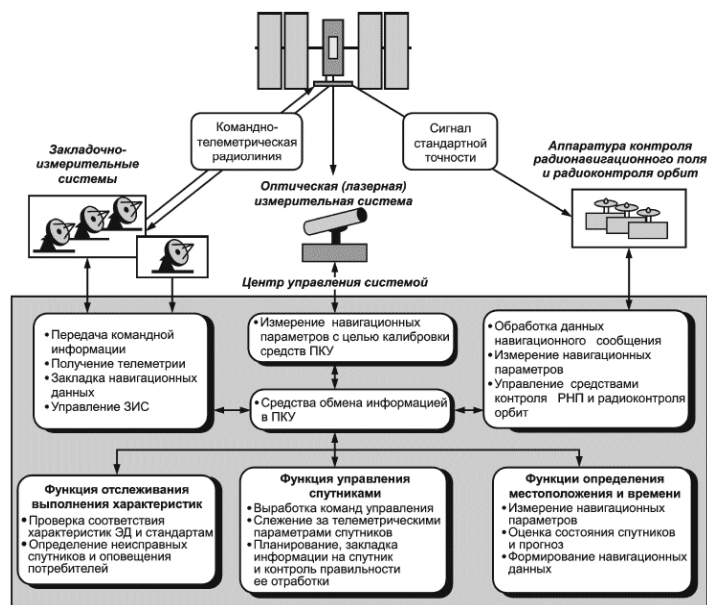 Командно-
телеметрическая
радиолиния
Сигнал
стандартной
точности
Закладочно-
измерительные
системы
Оптическая (лазерная)
измерительная система
Аппаратура контроля
радионавигационного поля
и радиоконтроля орбит
Центр управления системой
• Передача командной
информации
• Получение телеметрии
• Закладка навигационных
данных
• Управление ЗИС
• Измерение навигационных
параметров с целью калибровки
средств ПКУ
• Обработка данных
навигационного сообщения
• Измерение навигационных
параметров
• Управление средствами
контроля РНП и радиоконтроля
орбит
• Средства обмена информацией
в ПКУ
Функция отслеживания
выполнения характеристик
• Проверка соответствия
характеристик ЭД и стандартам
• Определение неисправных
спутников и оповещения
потребителей
Функция управления
спутниками
• Выработка команд управления
• Слежение за телеметрическими
параметрами спутников
• Планирование, закладка
информации на спутник
и контроль правильности
ее отработки
Функции определения
местоположения и времени
• Измерение навигационных
параметров
• Оценка состояния спутников
и прогноз
• Формирование навигационных
данных